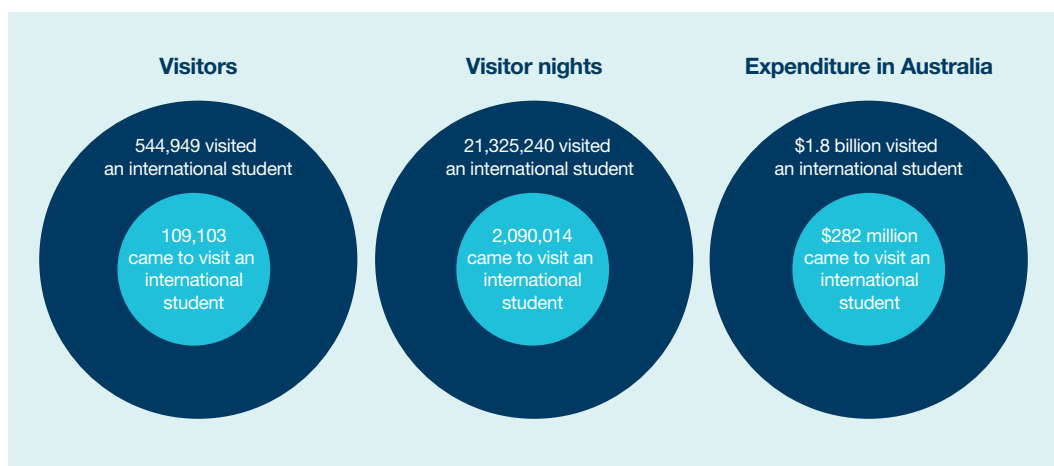 Visitors
544,949 visited
an international student
109,103
came to visit an
international
student
Visitor nights
21,325,240 visited
an international student
2,090,014
came to visit an
international
student
Expenditure in Australia
$1.8 billion visited
an international student
$282 million
came to visit an
international
student